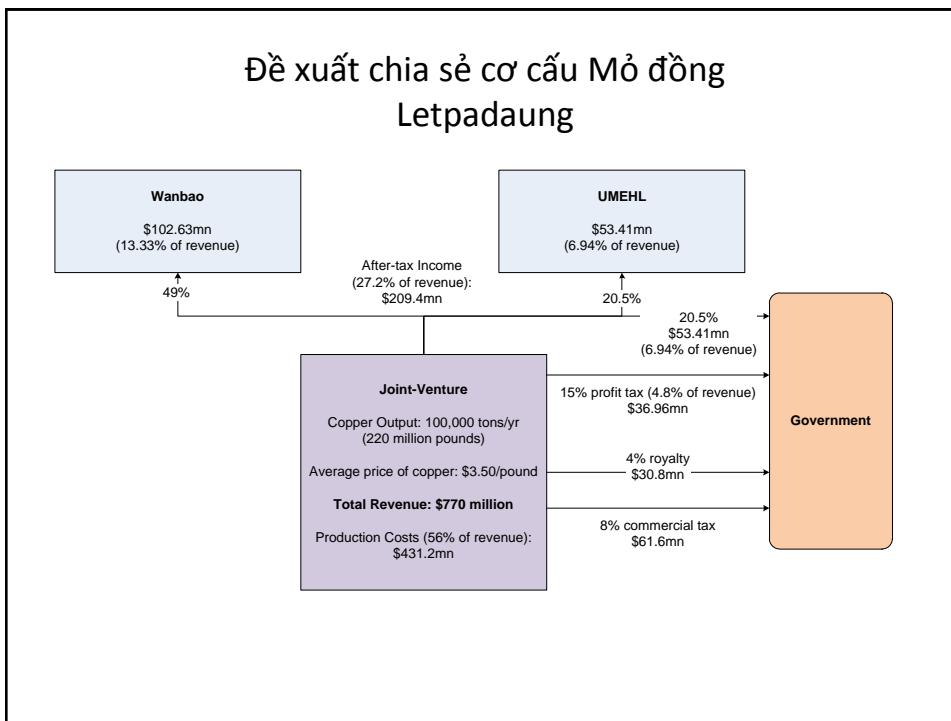 Đề xuất chia sẻ cơ cấu Mỏ đồng
Letpadaung
Wanbao
$102.63mn
(13.33% of revenue)
UMEHL
$53.41mn
(6.94% of revenue)
After-tax Income
(27.2% of revenue):
$209.4mn
49%
20.5%
20.5%
$53.41mn
(6.94% of revenue)
Joint-Venture
Copper Output: 100,000 tons/yr
(220 million pounds)
Average price of copper: $3.50/pound
Total Revenue: $770 million
Production Costs (56% of revenue):
$431.2mn
15% profit tax (4.8% of revenue)
$36.96mn
4% royalty
$30.8mn
8% commercial tax
$61.6mn
Government